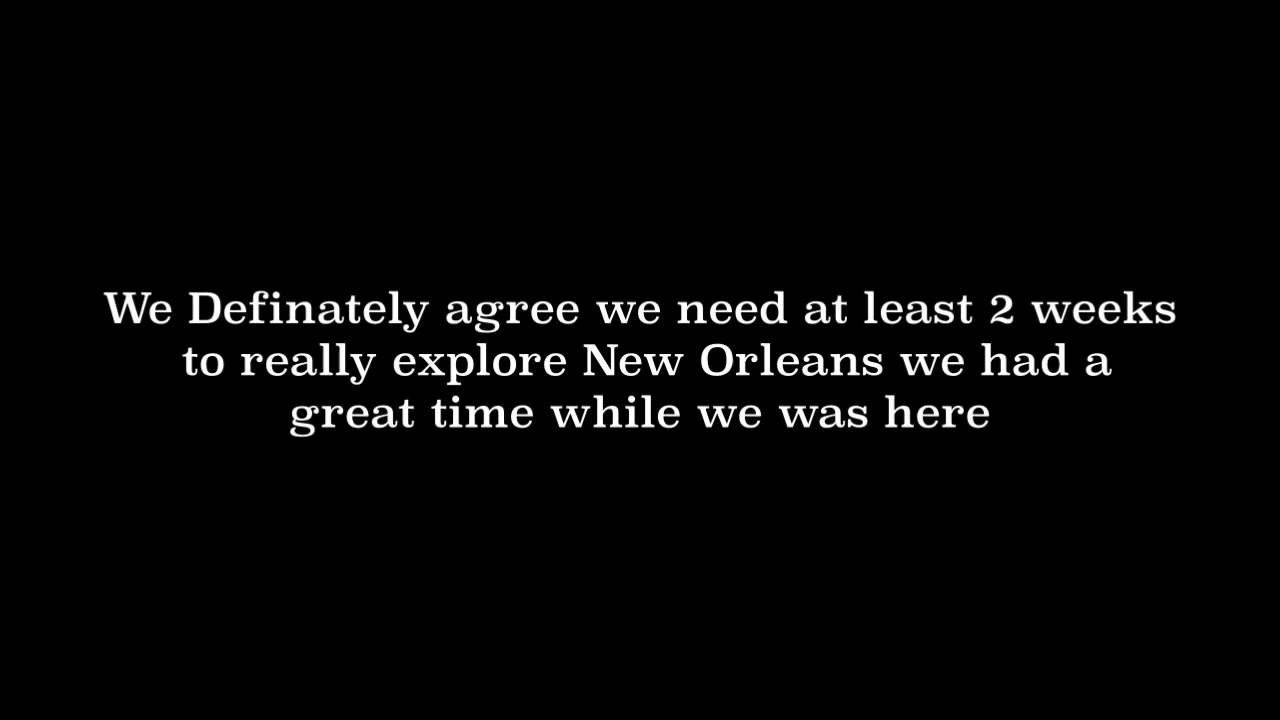 We Definately agree we need at least 2 weeks
to really explore New Orleans we had a
great time while we was here